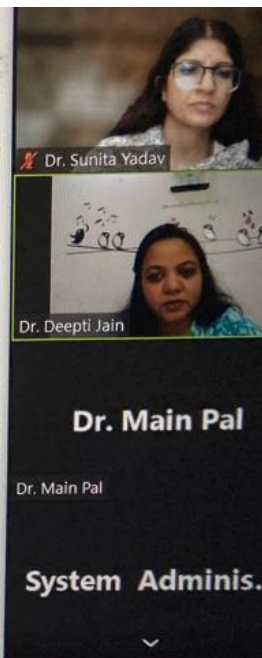 Dr. Sunita Yadav
Dr. Deepti Jain
Dr. Main Pal
Dr. Main Pal
System Adminis.